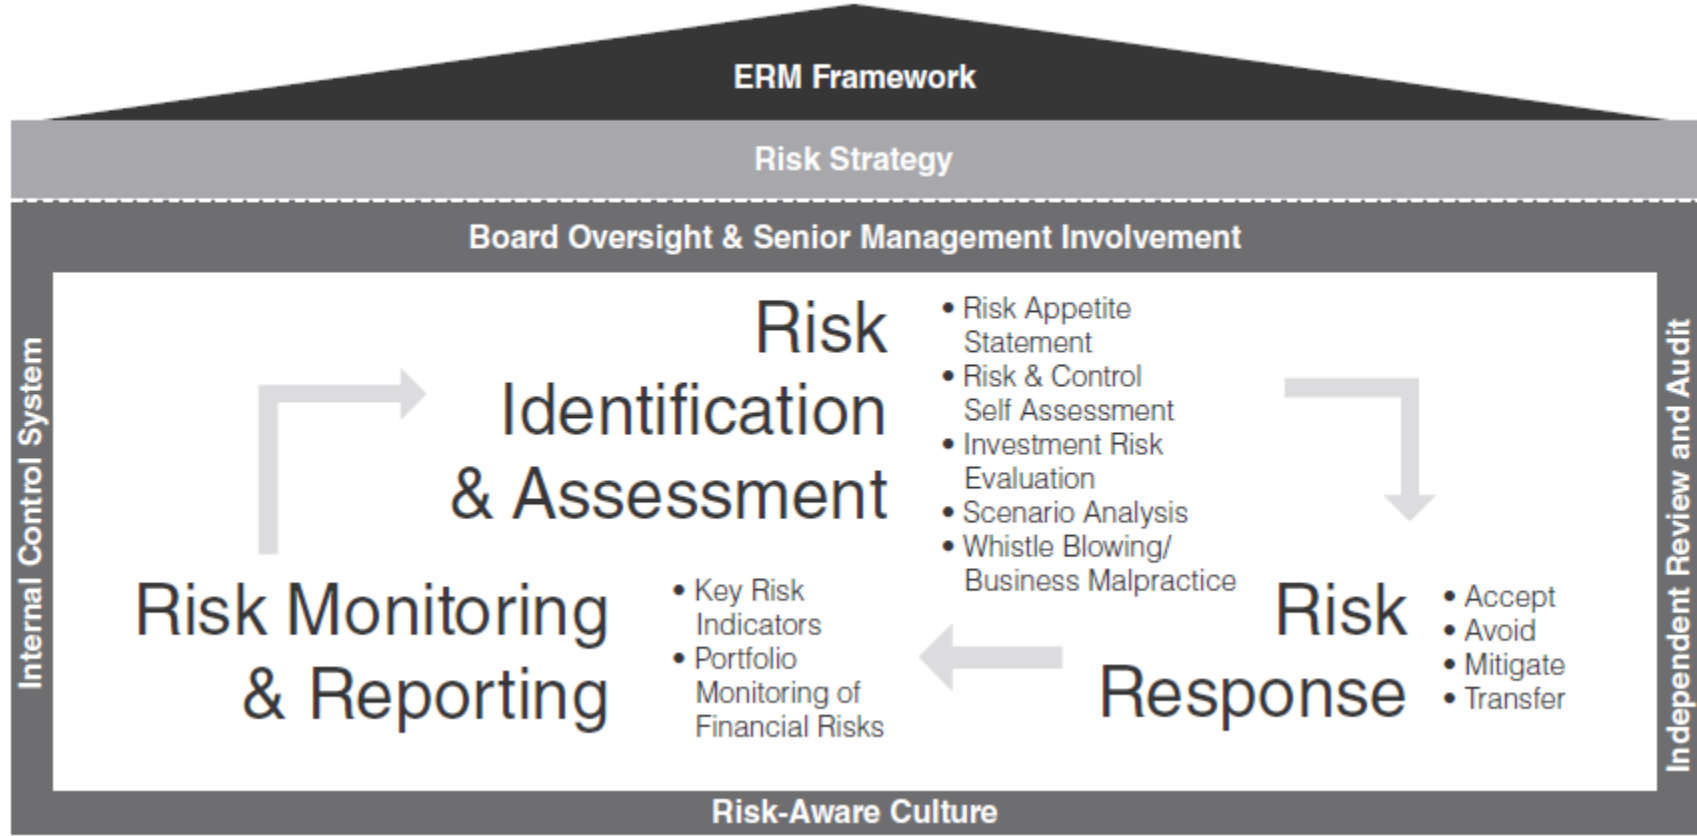 ERM Framework
Risk Strategy
Board Oversight & Senior Management Involvement
Internal Control System
Risk
Identification
& Assessment
• Risk Appetite
Statement
• Risk & Control
Self Assessment
• Investment Risk
Evaluation
• Scenario Analysis
• Whistle Blowing/
Business Malpractice
Risk
Response
• Accept
• Avoid
• Mitigate
• Transfer
Risk Monitoring
& Reporting
• Key Risk
Indicators
• Portfolio
Monitoring of
Financial Risks
Independent Review and Audit
Risk-Aware Culture